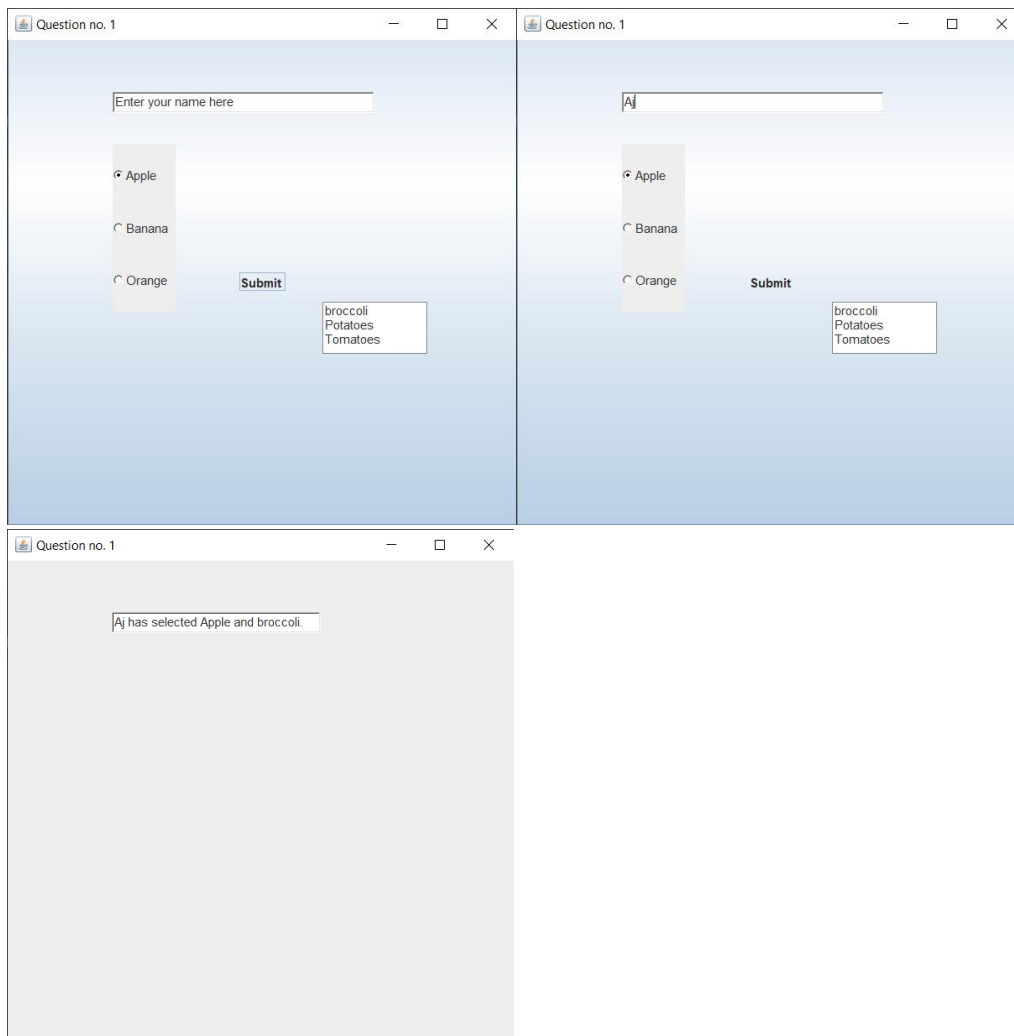 Question no. 1
Enter your name here
Apple
Banana
Orange
Submit
broccoli
Potatoes
Tomatoes
Question no. 1
Aj
Apple
Banana
Orange
Submit
broccoli
Potatoes
Tomatoes
Question no. 1
Aj has selected Apple and broccoli.